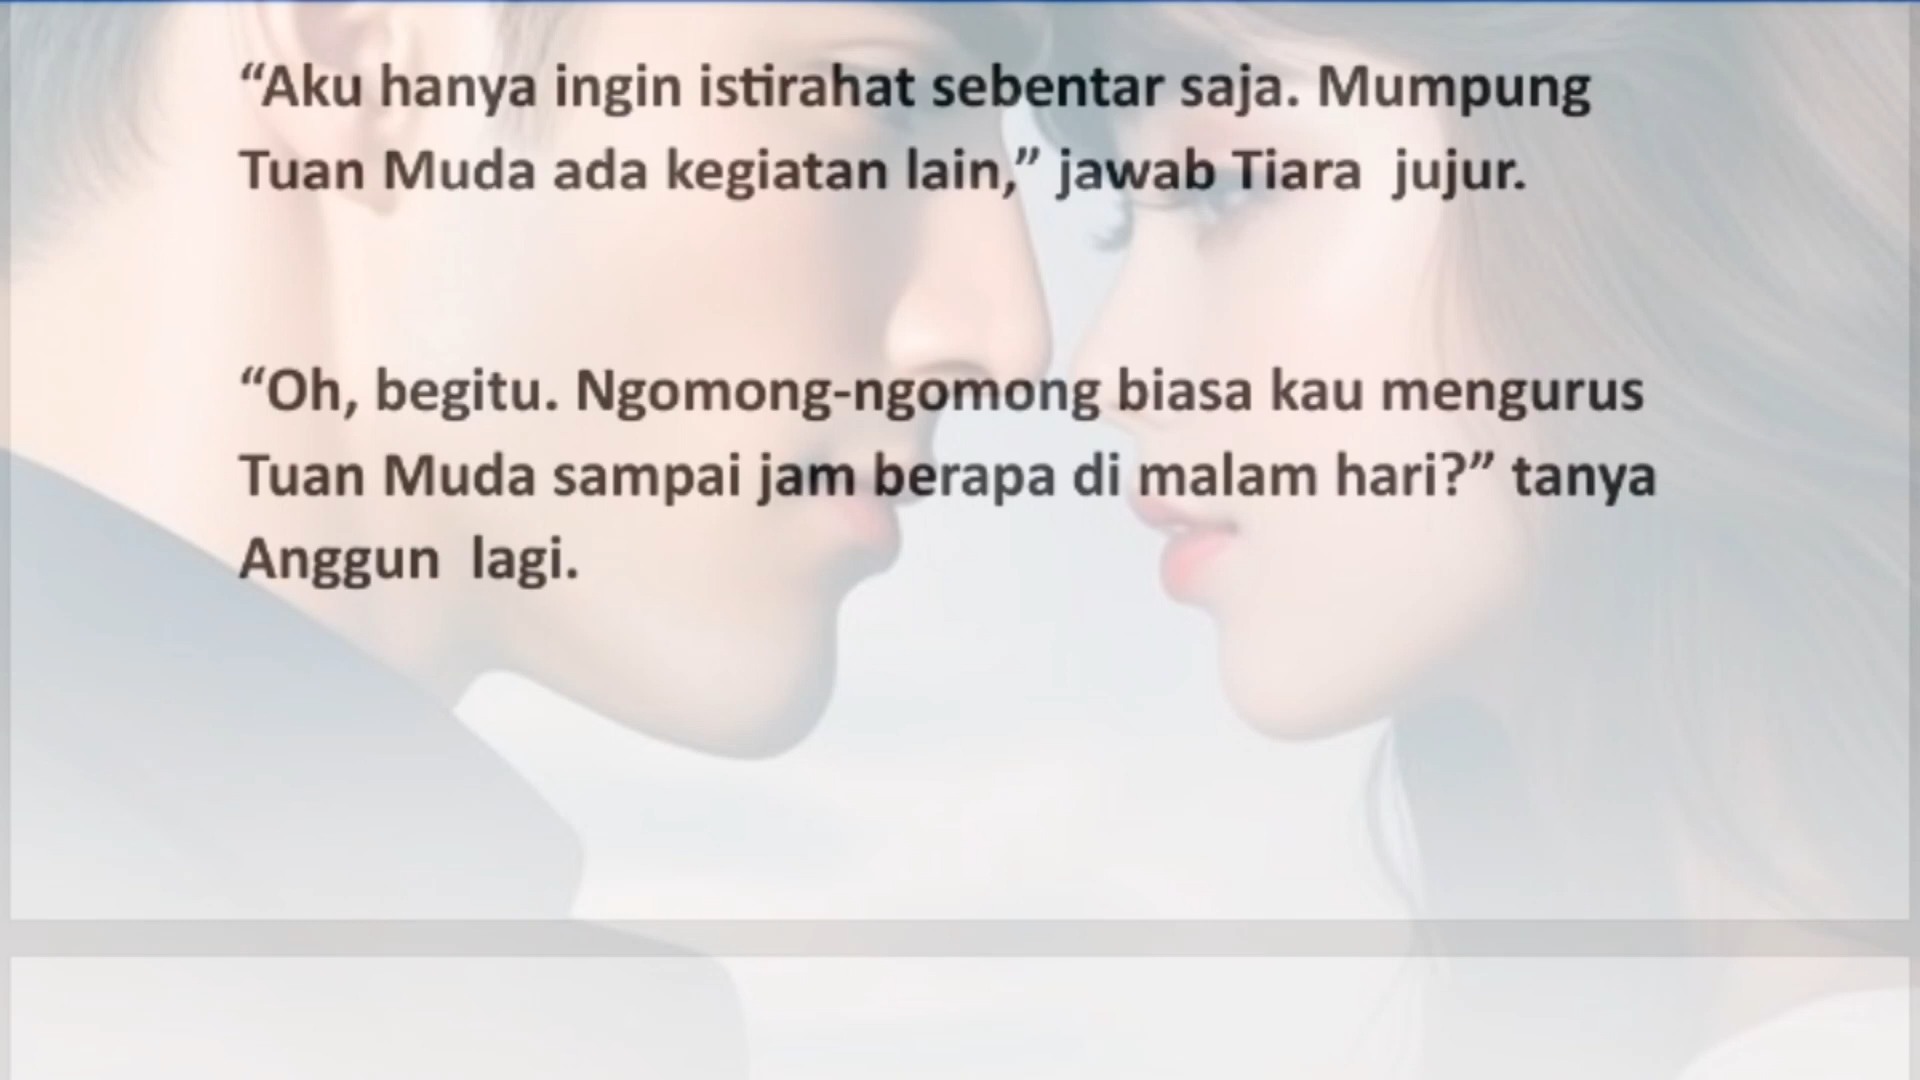 “Aku hanya ingin istirahat sebentar saja. Mumpung
Tuan Muda ada kegiatan lain,” jawab Tiara  jujur.
“Oh, begitu. Ngomong-ngomong biasa kau mengurus
Tuan Muda sampai jam berapa di malam hari?” tanya
Anggun  lagi.